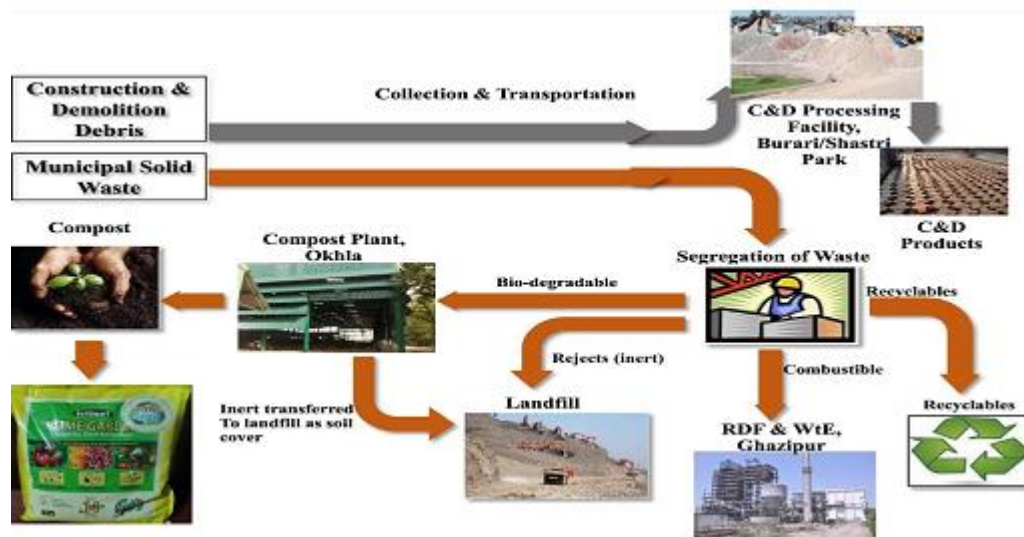 Construction &
Demolition
Debris
Collection & Transportation
C&D Processing
Facility,
Burari/Shastri
Park
Municipal Solid
Waste
C&D
Products
Compost
Compost Plant,
Okhla
Segregation of Waste
Bio-degradable
Recyclables
Rejects (inert)
Combustible
Inert transferred
To landfill as soil
cover
Landfill
RDF & WtE,
Ghazipur
Recyclables